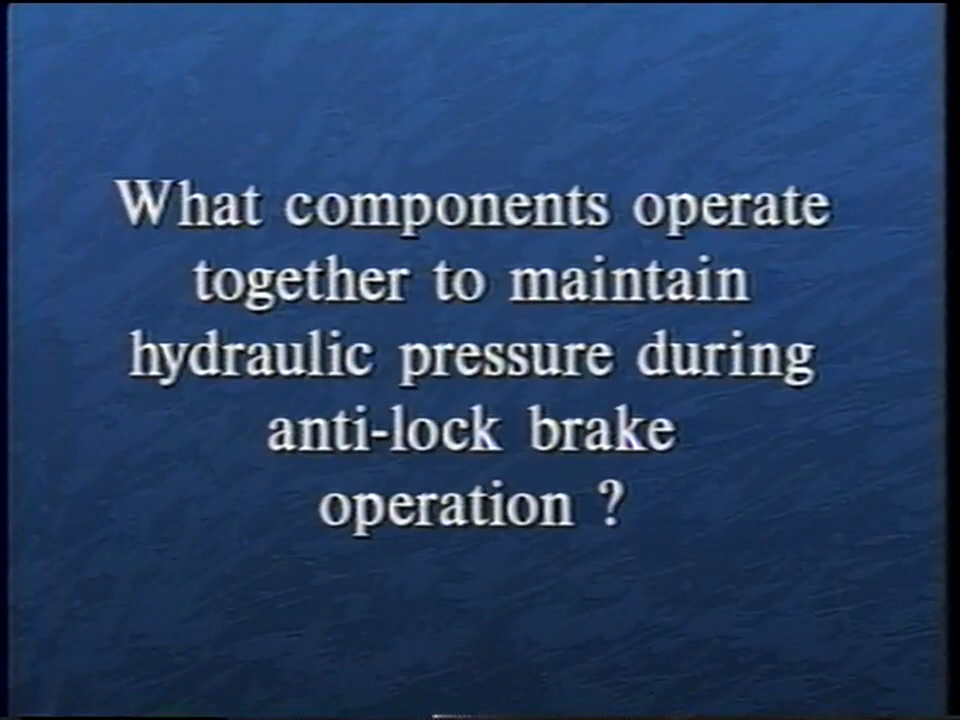 What components operate
together to maintain
hydraulic pressure during
anti-lock brake
operation ?